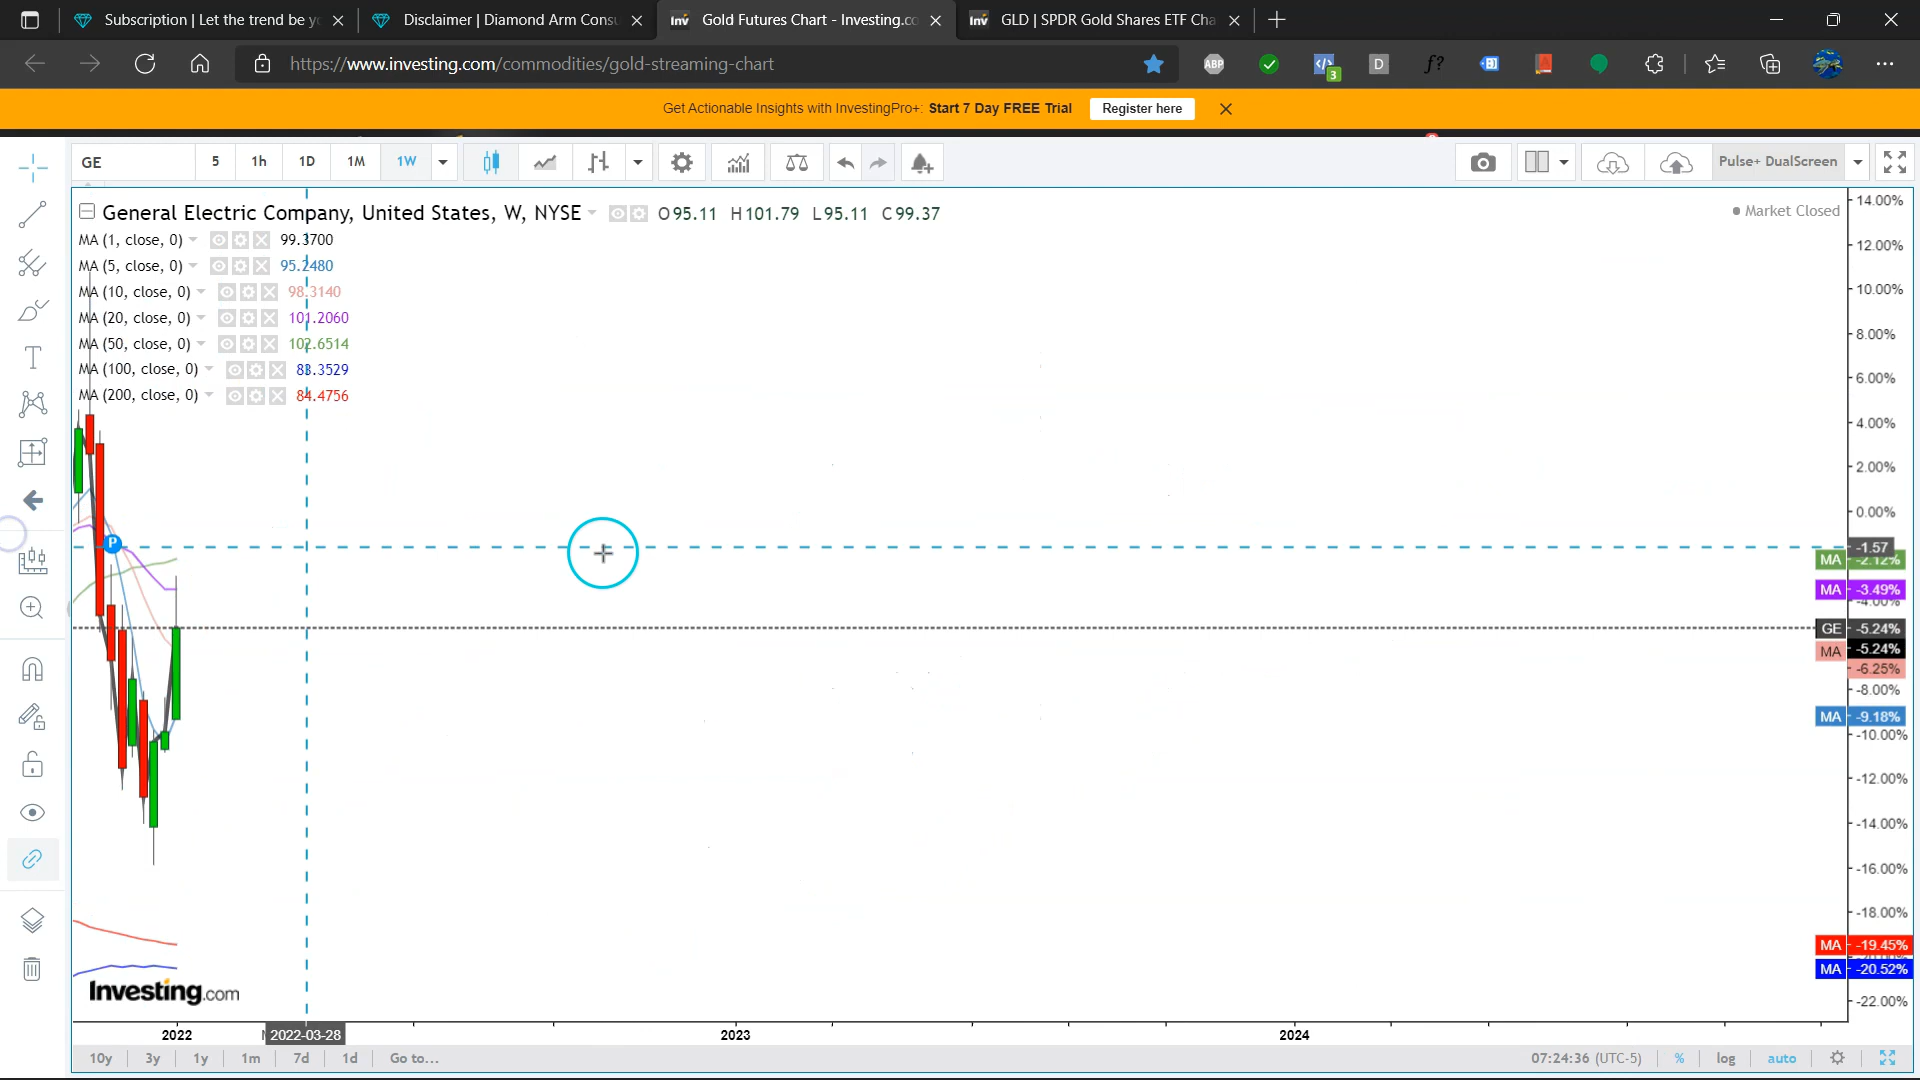 Subscription | Let the trend be yo
Disclaimer | Diamond Arm Consu
Gold Futures Chart - Investing.co
GLD | SPDR Gold Shares ETF Cha
https://www.investing.com/commodities/gold-streaming-chart
ABP
3
D
f?
Get Actionable Insights with InvestingPro+: Start 7 Day FREE Trial
Register here
GE
5
1h
1D
1M
1W
Pulse+ DualScreen
General Electric Company, United States, W, NYSE
O95.11 H101.79 L95.11 C99.37
Market Closed
MA (1, close, 0) 99.3700
MA (5, close, 0) 95.2480
MA (10, close, 0) 98.3140
MA (20, close, 0) 101.2060
MA (50, close, 0) 102.6514
MA (100, close, 0)
MA (200, close, 0) 84.4756
14.00%
12.00%
10.00%
8.00%
6.00%
4.00%
2.00%
0.00%
P
-1.57
MA -2.12%
MA -3.49%
-4.00%
GE -5.24%
MA -5.24%
-6.25%
-8.00%
MA -9.18%
-10.00%
-12.00%
-14.00%
-16.00%
-18.00%
MA -19.45%
MA -20.52%
-22.00%
Investing.com
2022
2022-03-28
2023
2024
10y
3y
1y
1m
7d
1d
Go to...
07:24:36 (UTC-5)
%
log
auto